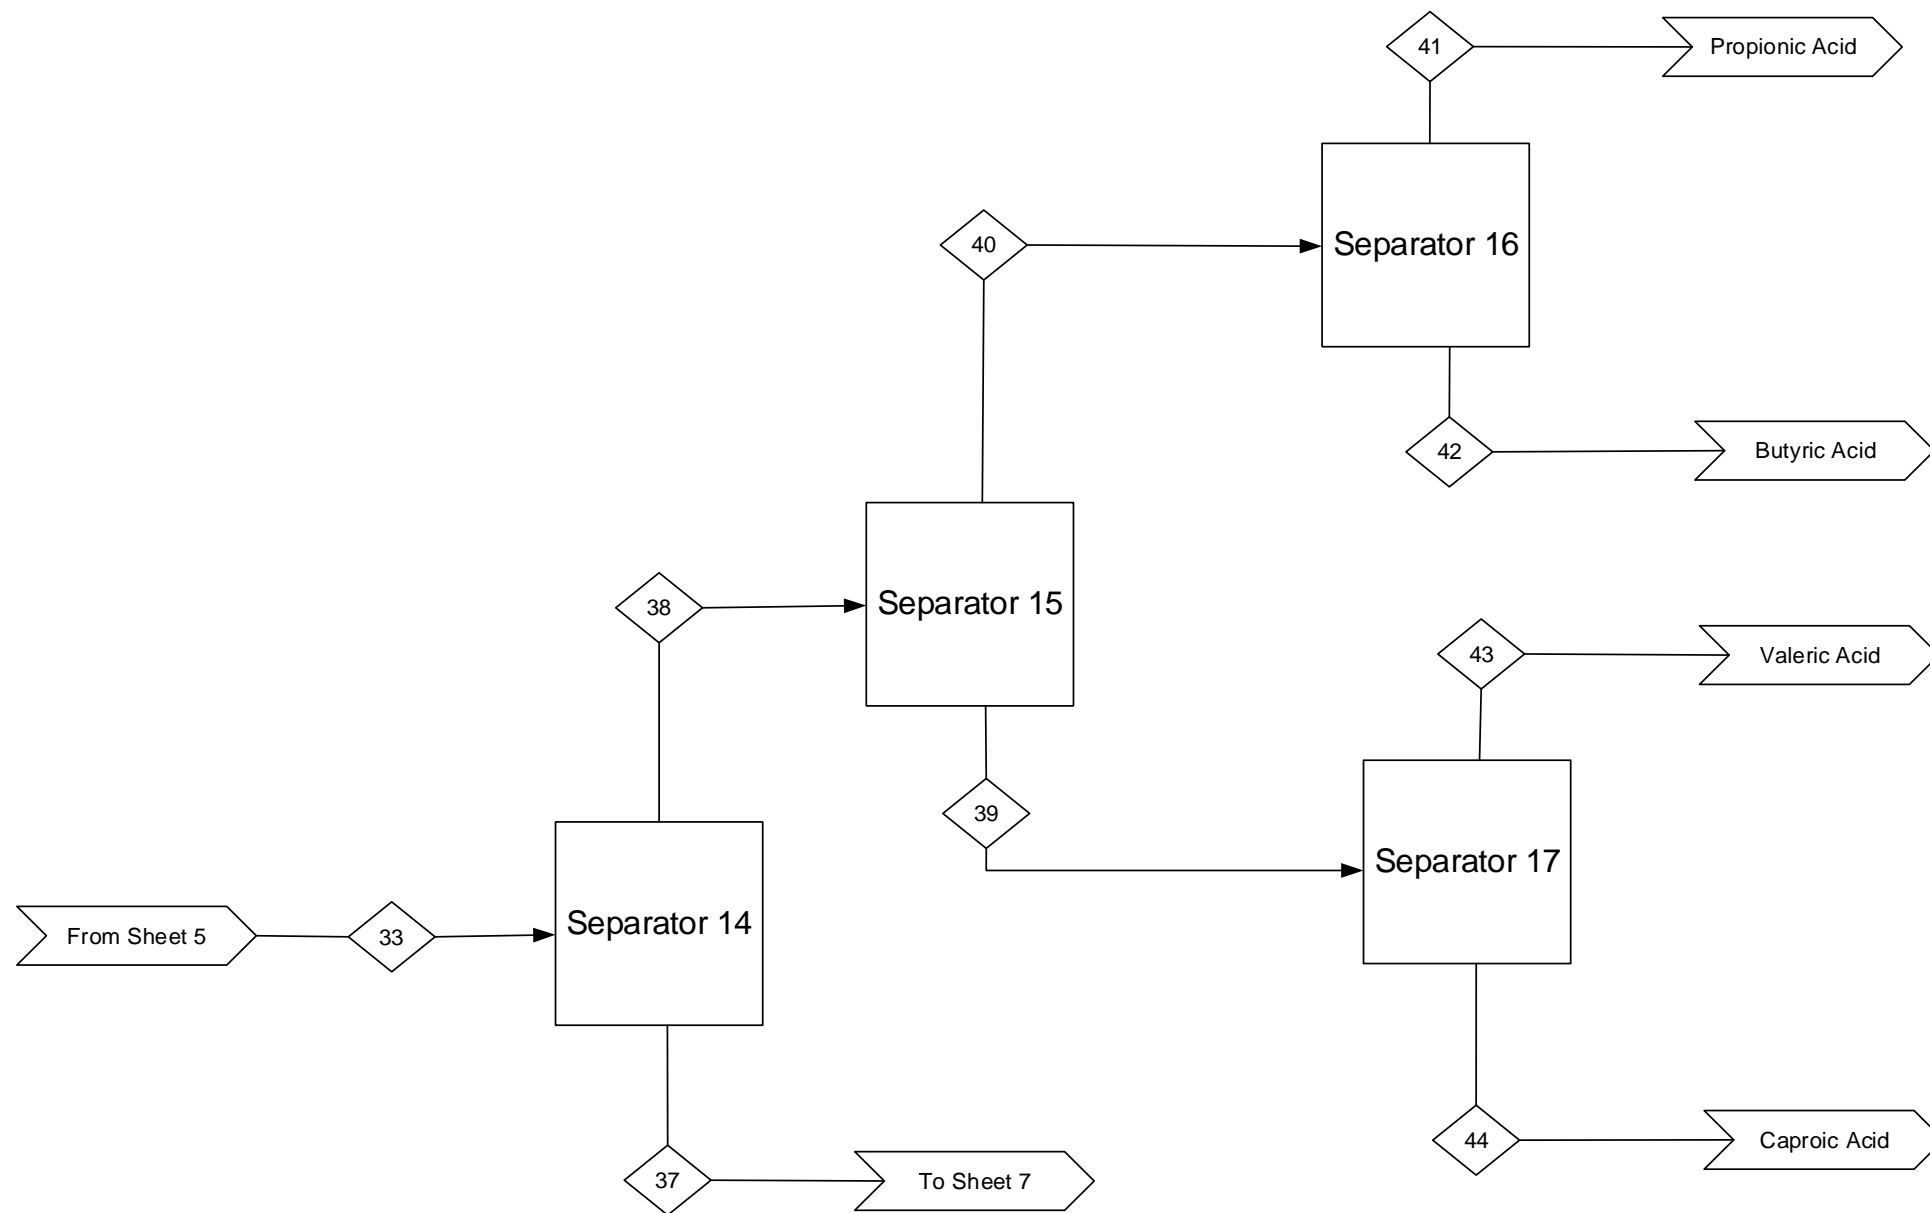 41
Propionic Acid
40
Separator 16
42
Butyric Acid
38
Separator 15
43
Valeric Acid
39
Separator 17
From Sheet 5
33
Separator 14
44
Caproic Acid
37
To Sheet 7